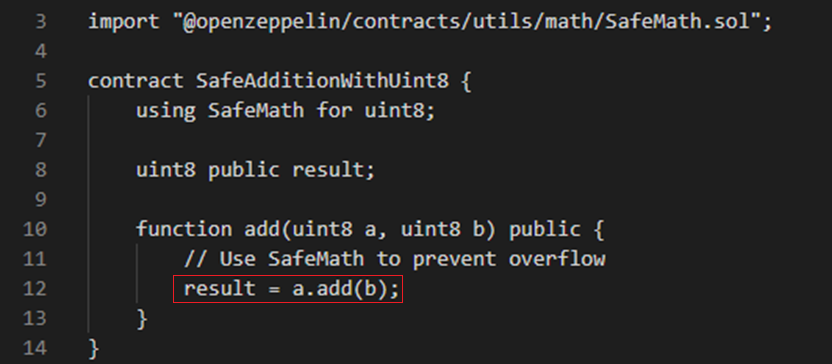 3 import "@openzeppelin/contracts/utils/math/SafeMath.sol";
4
5 contract SafeAdditionWithUint8 {
6 using SafeMath for uint8;
7
8 uint8 public result;
9
10 function add(uint8 a, uint8 b) public {
11 // Use SafeMath to prevent overflow
12 result = a.add(b);
13 }
14 }